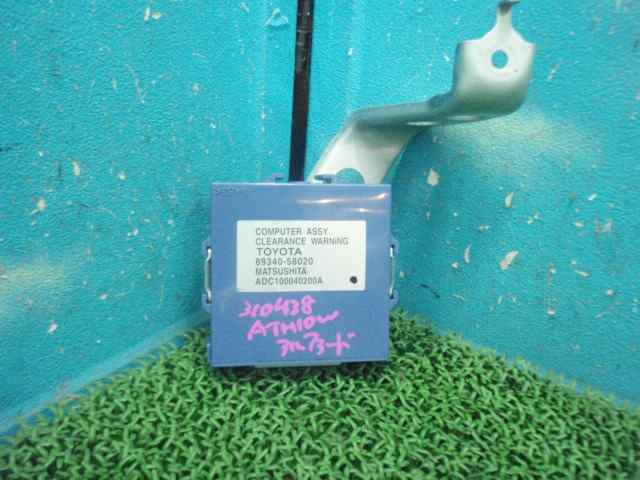 COMPUTER ASSY
CLEARANCE WARNING
TOYOTA
89340-58020
MATSUSHITA
ADC100040200A
310438
ATH10W
アルファード